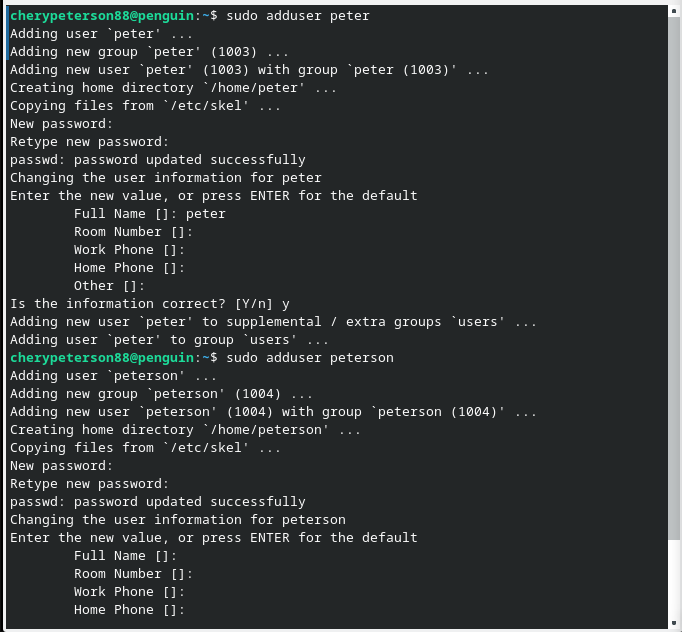 cherypeterson88@penguin:~$ sudo adduser peter
Adding user `peter' ...
Adding new group `peter' (1003) ...
Adding new user `peter' (1003) with group `peter (1003)' ...
Creating home directory `/home/peter' ...
Copying files from `/etc/skel' ...
New password:
Retype new password:
passwd: password updated successfully
Changing the user information for peter
Enter the new value, or press ENTER for the default
        Full Name []: peter
        Room Number []:
        Work Phone []:
        Home Phone []:
        Other []:
Is the information correct? [Y/n] y
Adding new user `peter' to supplemental / extra groups `users' ...
Adding user `peter' to group `users' ...
cherypeterson88@penguin:~$ sudo adduser peterson
Adding user `peterson' ...
Adding new group `peterson' (1004) ...
Adding new user `peterson' (1004) with group `peterson (1004)' ...
Creating home directory `/home/peterson' ...
Copying files from `/etc/skel' ...
New password:
Retype new password:
passwd: password updated successfully
Changing the user information for peterson
Enter the new value, or press ENTER for the default
        Full Name []:
        Room Number []:
        Work Phone []:
        Home Phone []: